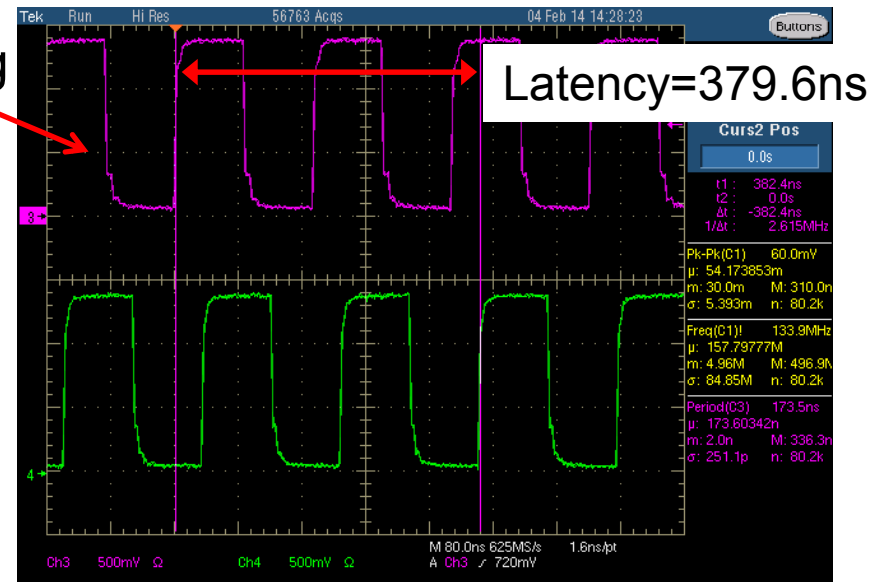 Tek Run Hi Res 56763 Acqs 04 Feb 14 14:28:23
Buttons
g
Latency=379.6ns
Curs2 Pos
0.0s
t1 : 382.4ns
t2 : 0.0s
Δt : -382.4ns
1/Δt : 2.615MHz
3
Pk-Pk(C1) 60.0mV
µ: 54.173853m
m: 30.0m M: 310.0n
σ: 5.393m n: 80.2k
Freq(C1)! 133.9MHz
µ: 157.79777M
m: 4.96M M: 496.9M
σ: 84.85M n: 80.2k
Period(C3) 173.5ns
µ: 173.60342n
m: 2.0n M: 336.3n
σ: 251.1p n: 80.2k
4
M 80.0ns 625MS/s 1.6ns/pt
Ch3 500mV Ω Ch4 500mV Ω A Ch3 ⁄ 720mV